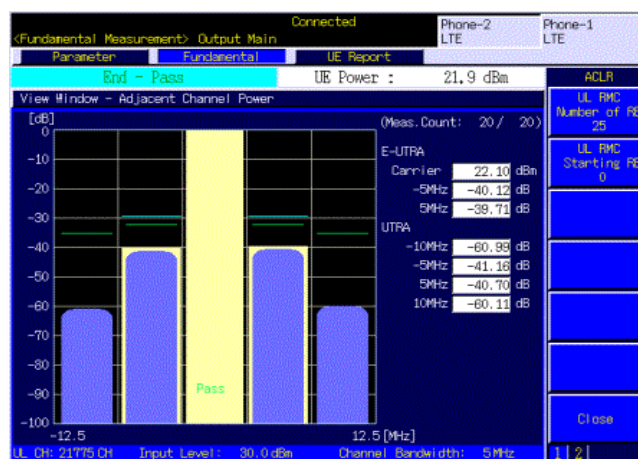 Connected
<Fundamental Measurement> Output Main
Phone-2
LTE
Phone-1
LTE
Parameter
Fundamental
UE Report
End - Pass
UE Power : 21.9 dBm
ACLR
View Window - Adjacent Channel Power
[dB]
(Meas.Count: 20/ 20)
E-UTRA
Carrier 22.10 dBm
-5MHz -40.12 dB
5MHz -39.71 dB
UTRA
-10MHz -60.99 dB
-5MHz -41.16 dB
5MHz -40.70 dB
10MHz -60.11 dB
0
-10
-20
-30
-40
-50
-60
-70
-80
-90
-100
Pass
-12.5
12.5 [MHz]
UL CH: 21775 CH Input Level: 30.0 dBm Channel Bandwidth: 5 MHz
UL RMC
Number of RB
25
UL RMC
Starting RB
0
Close
1 2